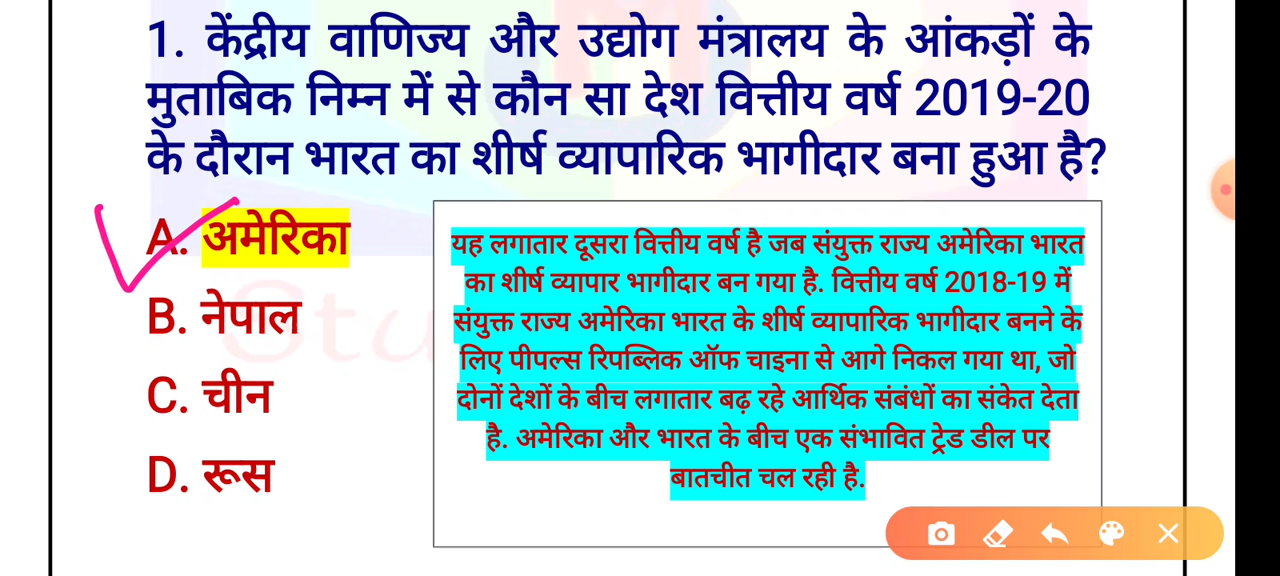 1. केंद्रीय वाणिज्य और उद्योग मंत्रालय के आंकड़ों के
मुताबिक निम्न में से कौन सा देश वित्तीय वर्ष 2019-20
के दौरान भारत का शीर्ष व्यापारिक भागीदार बना हुआ है?
A. अमेरिका
B. नेपाल
C. चीन
D. रूस
यह लगातार दूसरा वित्तीय वर्ष है जब संयुक्त राज्य अमेरिका भारत
का शीर्ष व्यापार भागीदार बन गया है. वित्तीय वर्ष 2018-19 में
संयुक्त राज्य अमेरिका भारत के शीर्ष व्यापारिक भागीदार बनने के
लिए पीपल्स रिपब्लिक ऑफ चाइना से आगे निकल गया था, जो
दोनों देशों के बीच लगातार बढ़ रहे आर्थिक संबंधों का संकेत देता
है. अमेरिका और भारत के बीच एक संभावित ट्रेड डील पर
बातचीत चल रही है.